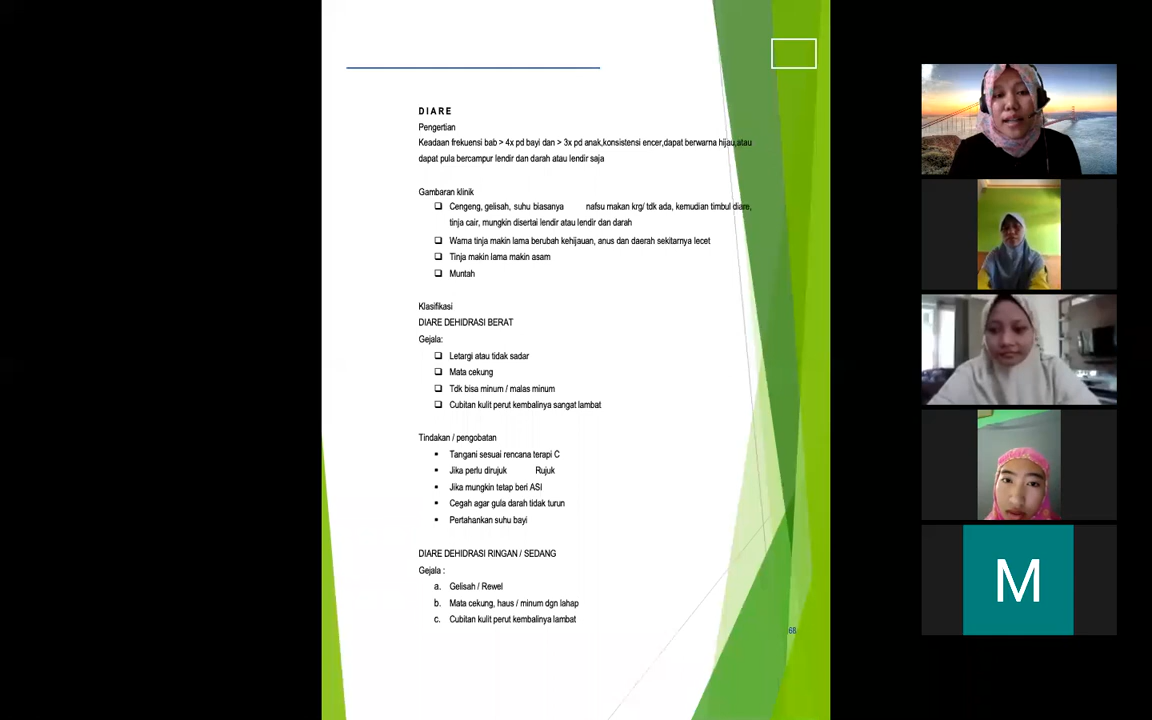 DIARE
Pengertian
Keadaan frekuensi bab > 4x pd bayi dan > 3x pd anak,konsistensi encer,dapat berwarna hijau,atau
dapat pula bercampur lendir dan darah atau lendir saja
Gambaran klinik
Cengeng, gelisah, suhu biasanya nafsu makan krg/ tdk ada, kemudian timbul diare,
tinja cair, mungkin disertai lendir atau lendir dan darah
Warna tinja makin lama berubah kehijauan, anus dan daerah sekitarnya lecet
Tinja makin lama makin asam
Muntah
Klasifikasi
DIARE DEHIDRASI BERAT
Gejala:
Letargi atau tidak sadar
Mata cekung
Tdk bisa minum / malas minum
Cubitan kulit perut kembalinya sangat lambat
Tindakan / pengobatan
Tangani sesuai rencana terapi C
Jika perlu dirujuk Rujuk
Jika mungkin tetap beri ASI
Cegah agar gula darah tidak turun
Pertahankan suhu bayi
DIARE DEHIDRASI RINGAN / SEDANG
Gejala :
a. Gelisah / Rewel
b. Mata cekung, haus / minum dgn lahap
c. Cubitan kulit perut kembalinya lambat
68
M